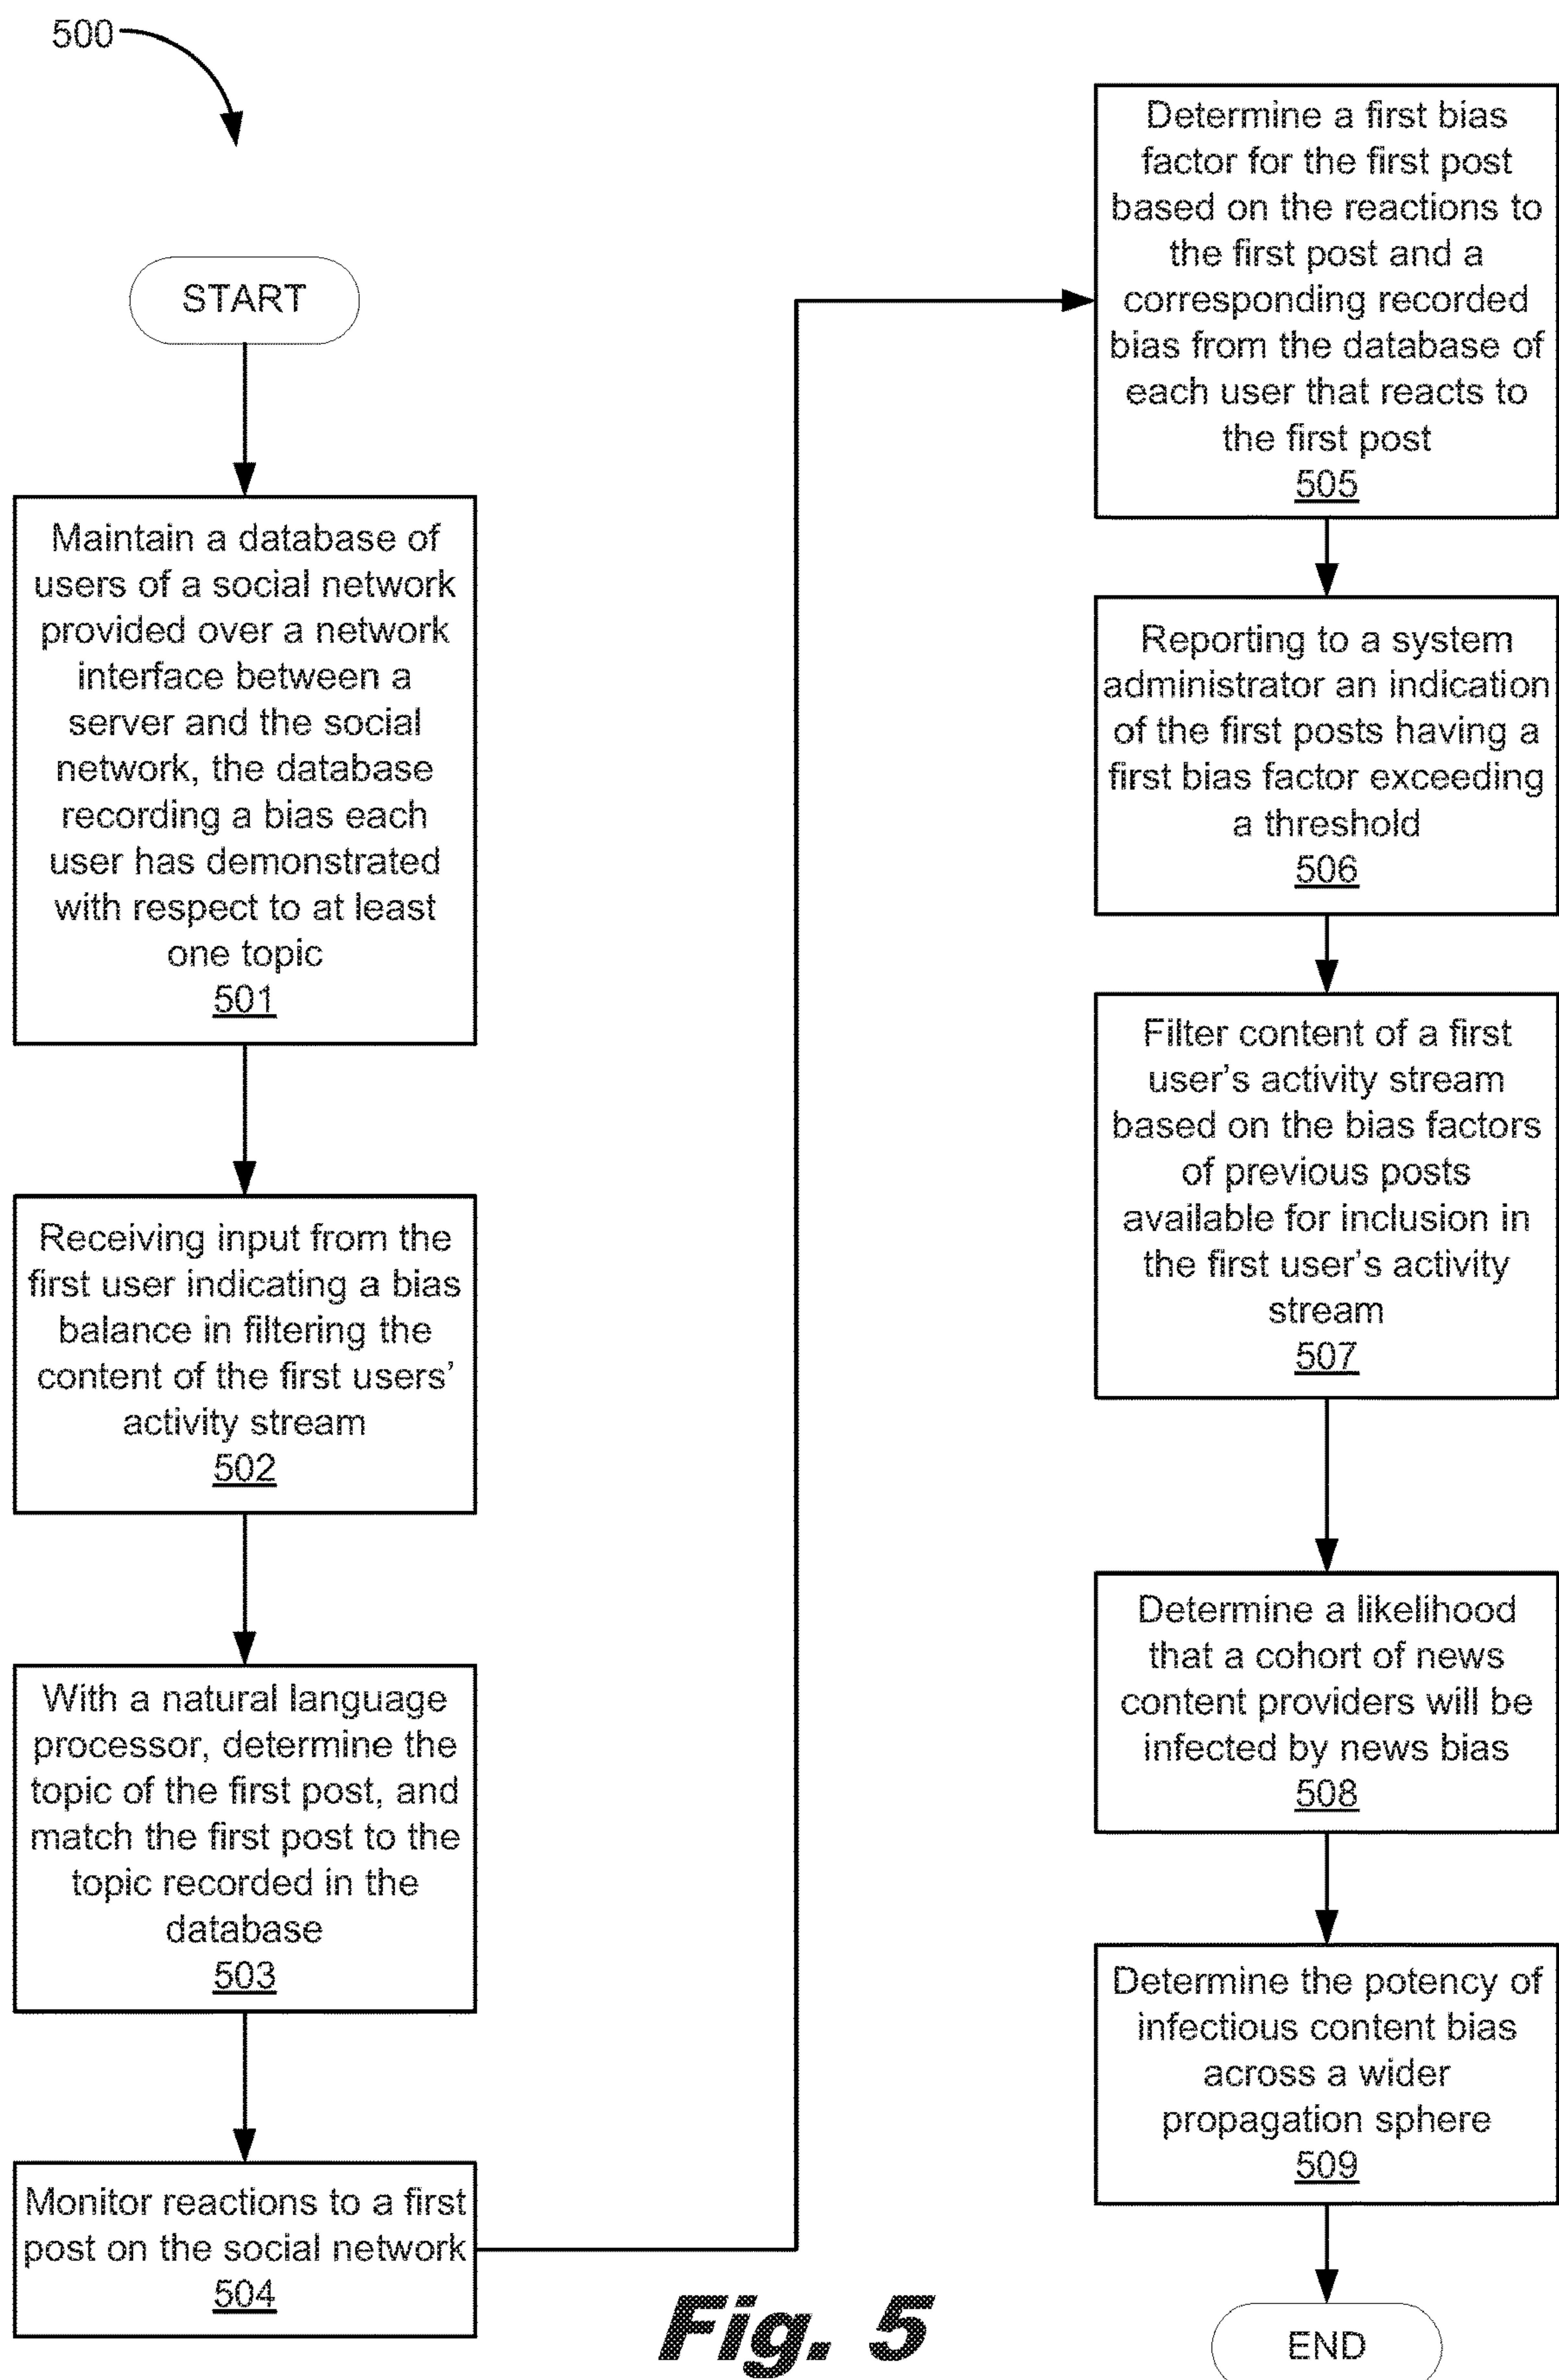 500
START
Maintain a database of
users of a social network
provided over a network
interface between a
server and the social
network, the database
recording a bias each
user has demonstrated
with respect to at least
one topic
501
Receiving input from the
first user indicating a bias
balance in filtering the
content of the first users'
activity stream
502
With a natural language
processor, determine the
topic of the first post, and
match the first post to the
topic recorded in the
database
503
Monitor reactions to a first
post on the social network
504
Determine a first bias
factor for the first post
based on the reactions to
the first post and a
corresponding recorded
bias from the database of
each user that reacts to
the first post
505
Reporting to a system
administrator an indication
of the first posts having a
first bias factor exceeding
a threshold
506
Filter content of a first
user's activity stream
based on the bias factors
of previous posts
available for inclusion in
the first user's activity
stream
507
Determine a likelihood
that a cohort of news
content providers will be
infected by news bias
508
Determine the potency of
infectious content bias
across a wider
propagation sphere
509
END
Fig. 5